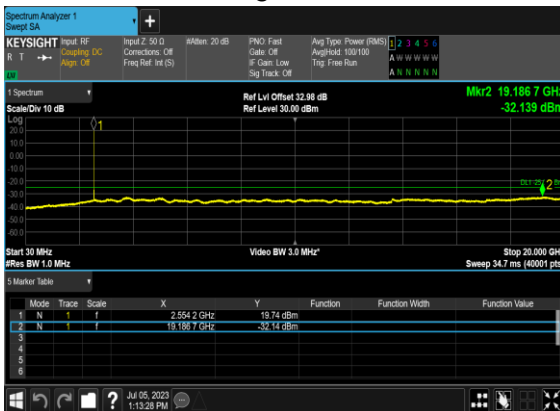 Spectrum Analyzer 1
Swept SA
KEYSIGHT
R T
LV
Input: RF
Coupling: DC
Align: Off
Input Z: 50 Ω
Corrections: Off
Freq Ref: Int (S)
#Atten: 20 dB
PNO: Fast
Gate: Off
IF Gain: Low
Sig Track: Off
Avg Type: Power (RMS)
Avg|Hold: 100/100
Trig: Free Run
1 2 3 4 5 6
A W W W W W
A N N N N N
1 Spectrum
Scale/Div 10 dB
Ref Lvl Offset 32.98 dB
Ref Level 30.00 dBm
Mkr2 19.186 7 GHz
-32.139 dBm
Log
20.0
10.0
0.00
-10.0
-20.0
-30.0
-40.0
-50.0
-60.0
1
2
Start 30 MHz
#Res BW 1.0 MHz
Video BW 3.0 MHz*
Stop 20.000 GH
Sweep 34.7 ms (40001 pts
5 Marker Table
Mode Trace Scale X Y Function Function Width Function Value
1 N 1 f 2.554 2 GHz 19.74 dBm
2 N 1 f 19.186 7 GHz -32.14 dBm
3
4
5
6
?
Jul 05, 2023
1:13:28 PM